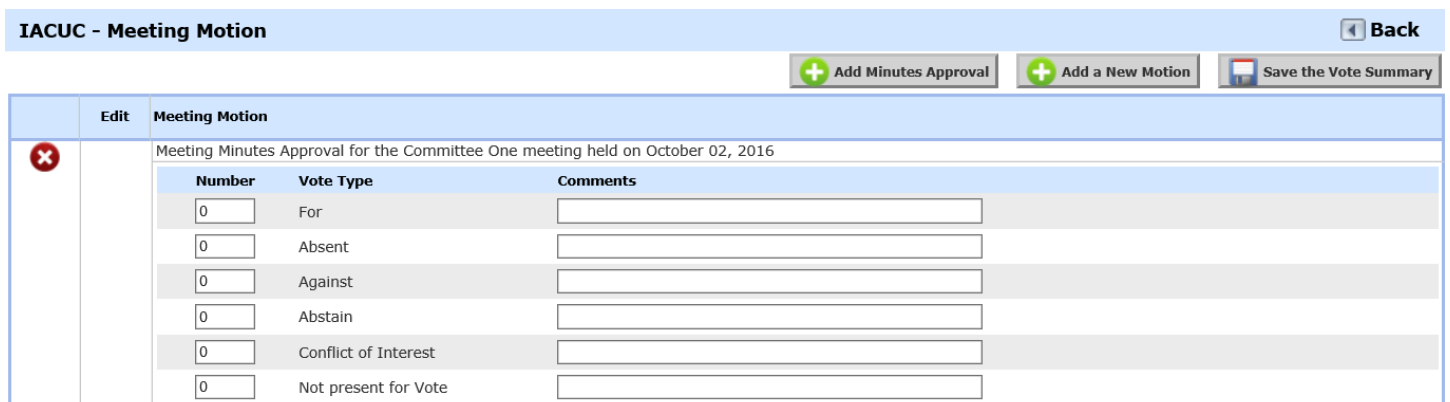 IACUC - Meeting Motion Back
Add Minutes Approval Add a New Motion Save the Vote Summary
Edit Meeting Motion
Meeting Minutes Approval for the Committee One meeting held on October 02, 2016
Number Vote Type Comments
0 For
0 Absent
0 Against
0 Abstain
0 Conflict of Interest
0 Not present for Vote